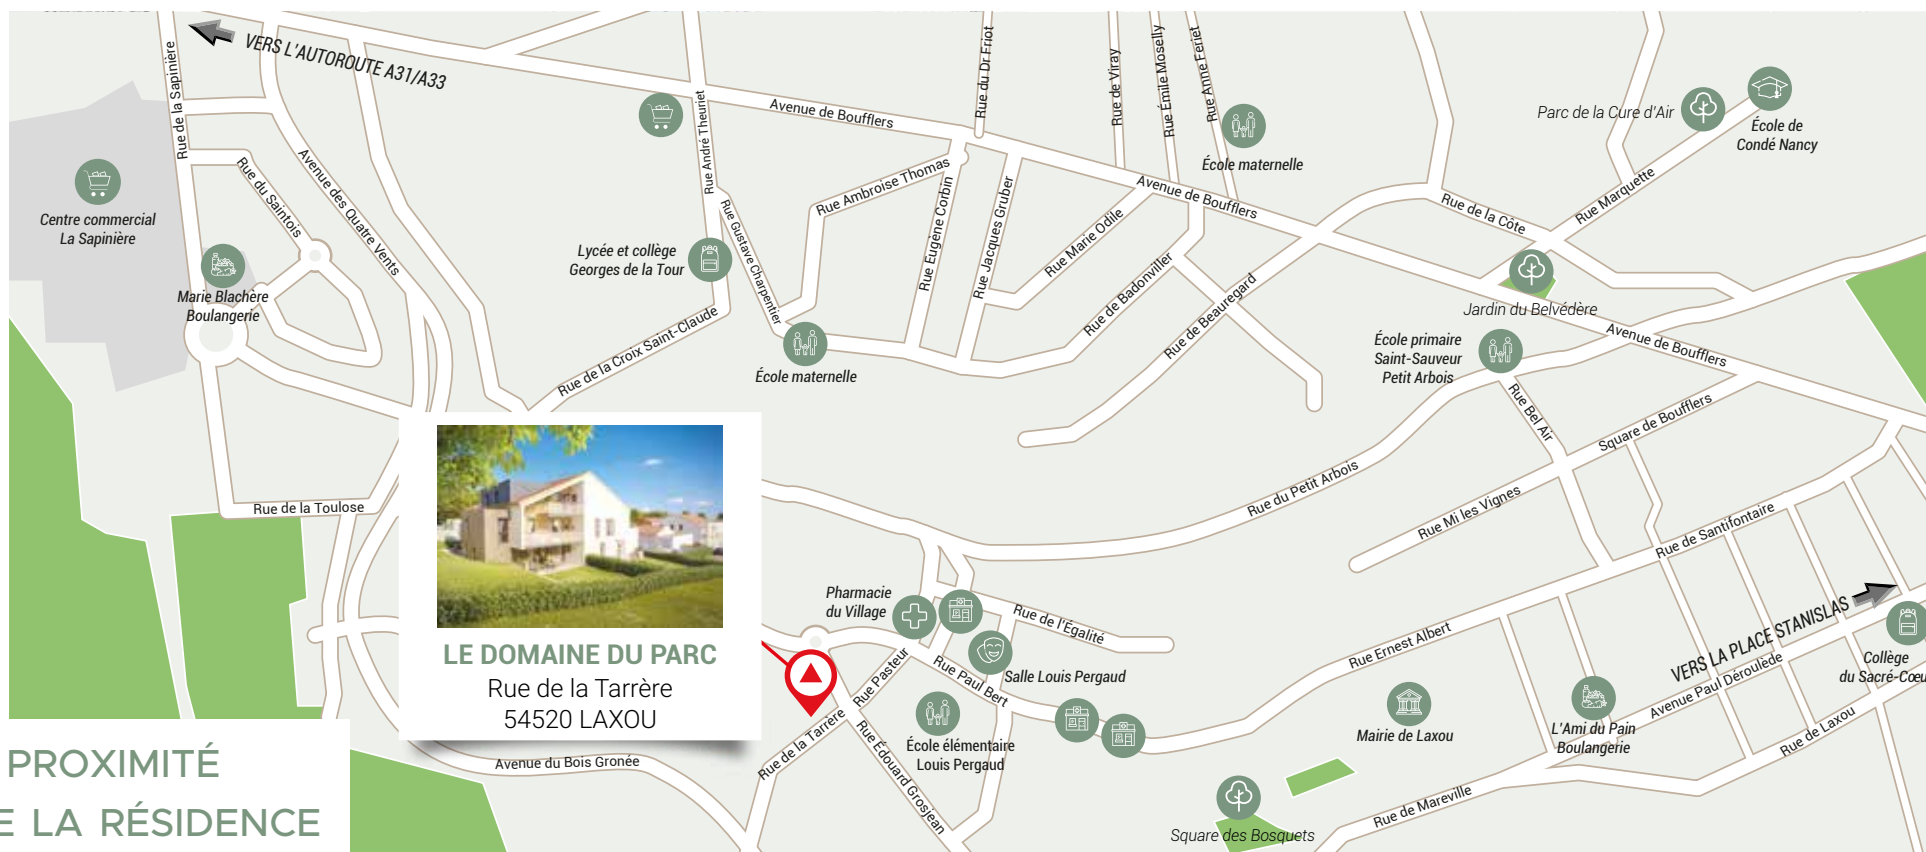 VERS L'AUTOROUTE A31/A33
Rue de la Sapinière
Centre commercial
La Sapinière
Rue du Saintois
Avenue des Quatre Vents
Marie Blachère
Boulangerie
Rue de la Toulose
Rue André Theuriet
Rue Gustave Charpentier
Lycée et collège
Georges de la Tour
Rue de la Croix Saint-Claude
École maternelle
Avenue de Boufflers
Rue Ambroise Thomas
Rue Eugène Corbin
Rue Jacques Gruber
Rue du Dr Friot
Rue Marie Odile
Rue de Badonviller
Rue de Beauregard
Rue de Viray
Rue Émile Moselly
Rue Anne Feriet
École maternelle
Avenue de Boufflers
Parc de la Cure d'Air
École de
Condé Nancy
Rue Marquette
Rue de la Côte
Jardin du Belvédère
Avenue de Boufflers
École primaire
Saint-Sauveur
Petit Arbois
Rue Bel Air
Square de Boufflers
Rue du Petit Arbois
Rue Mi les Vignes
Rue de Santifontaine
LE DOMAINE DU PARC
Rue de la Tarrère
54520 LAXOU
Pharmacie
du Village
Rue de l'Égalité
Salle Louis Pergaud
Rue Pasteur
Rue Paul Bert
École élémentaire
Louis Pergaud
Rue de la Tarrère
Rue Édouard Grosjean
Avenue du Bois Gronée
Rue Ernest Albert
Mairie de Laxou
VERS LA PLACE STANISLAS
Avenue Paul Déroulède
Collège
du Sacré-Cœu
L'Ami du Pain
Boulangerie
Rue de Laxou
Rue de Mareville
Square des Bosquets
PROXIMITÉ
E LA RÉSIDENCE